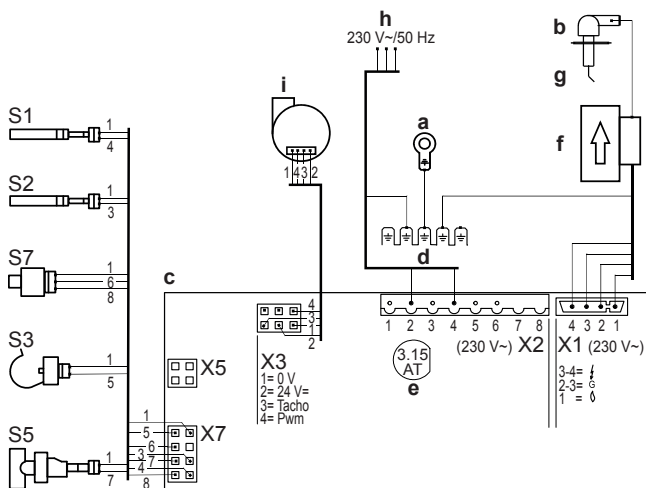 h
230 V~/50 Hz
b
g
i
a
f
S1
1
4
1 4 3 2
S2
1
3
d
S7
1
6
8
c
1 2 3 4 5 6 7 8
4 3 2 1
4
3
1
2
(230 V~) X2
X1 (230 V~)
3.15
AT
e
X3
1= 0 V
2= 24 V=
3= Tacho
4= Pwm
3-4=
2-3= G
1 =
X5
S3
1
5
X7
1
5
6
3
7
4
8
S5
1
7